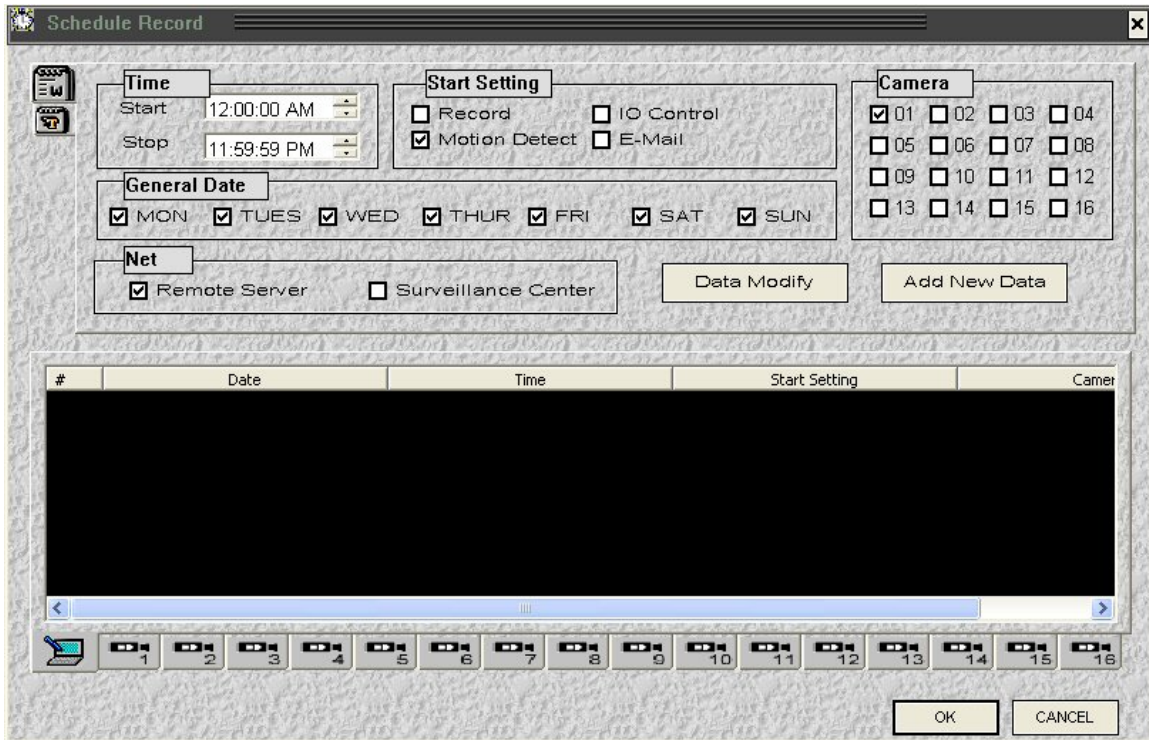 Schedule Record
Time
Start 12:00:00 AM
Stop 11:59:59 PM
Start Setting
Record IO Control
Motion Detect E-Mail
Camera
01 02 03 04
05 06 07 08
09 10 11 12
13 14 15 16
General Date
MON TUES WED THUR FRI SAT SUN
Net
Remote Server Surveillance Center
Data Modify Add New Data
# Date Time Start Setting Camer
1 2 3 4 5 6 7 8 9 10 11 12 13 14 15 16
OK CANCEL